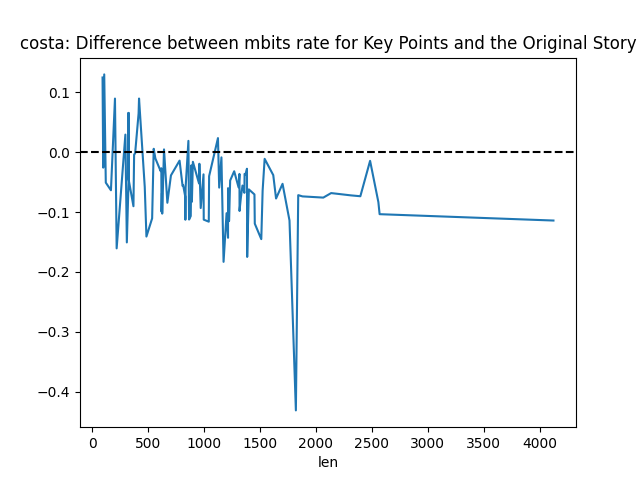 costa: Difference between mbits rate for Key Points and the Original Story
0.1
0.0
−0.1
−0.2
−0.3
−0.4
0 500 1000 1500 2000 2500 3000 3500 4000
len